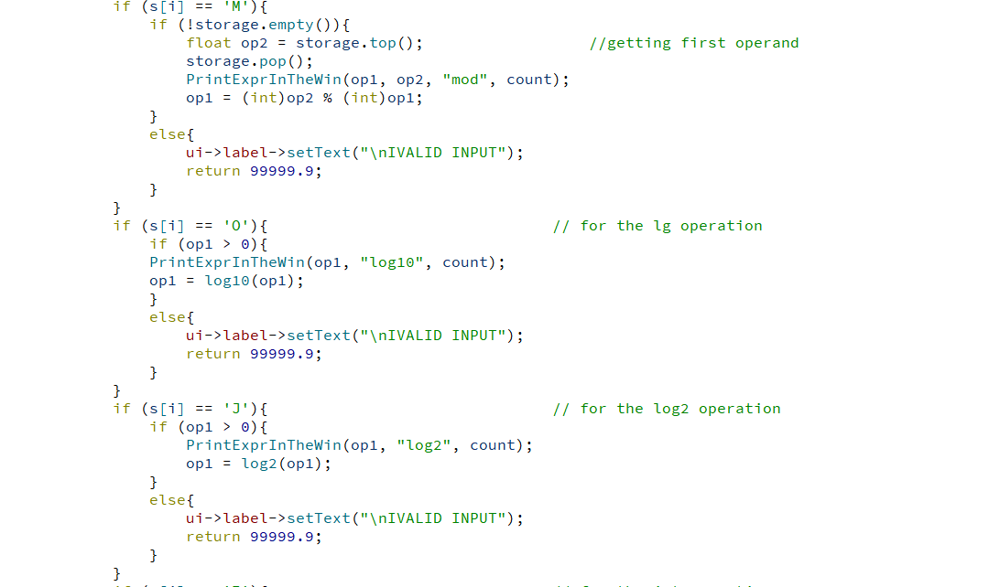 if (s[i] == 'M'){
if (!storage.empty()){
float op2 = storage.top(); //getting first operand
storage.pop();
PrintExprInTheWin(op1, op2, "mod", count);
op1 = (int)op2 % (int)op1;
}
else{
ui->label->setText("\nIVALID INPUT");
return 99999.9;
}
}
if (s[i] == 'O'){ // for the lg operation
if (op1 > 0){
PrintExprInTheWin(op1, "log10", count);
op1 = log10(op1);
}
else{
ui->label->setText("\nIVALID INPUT");
return 99999.9;
}
}
if (s[i] == 'J'){ // for the log2 operation
if (op1 > 0){
PrintExprInTheWin(op1, "log2", count);
op1 = log2(op1);
}
else{
ui->label->setText("\nIVALID INPUT");
return 99999.9;
}
}